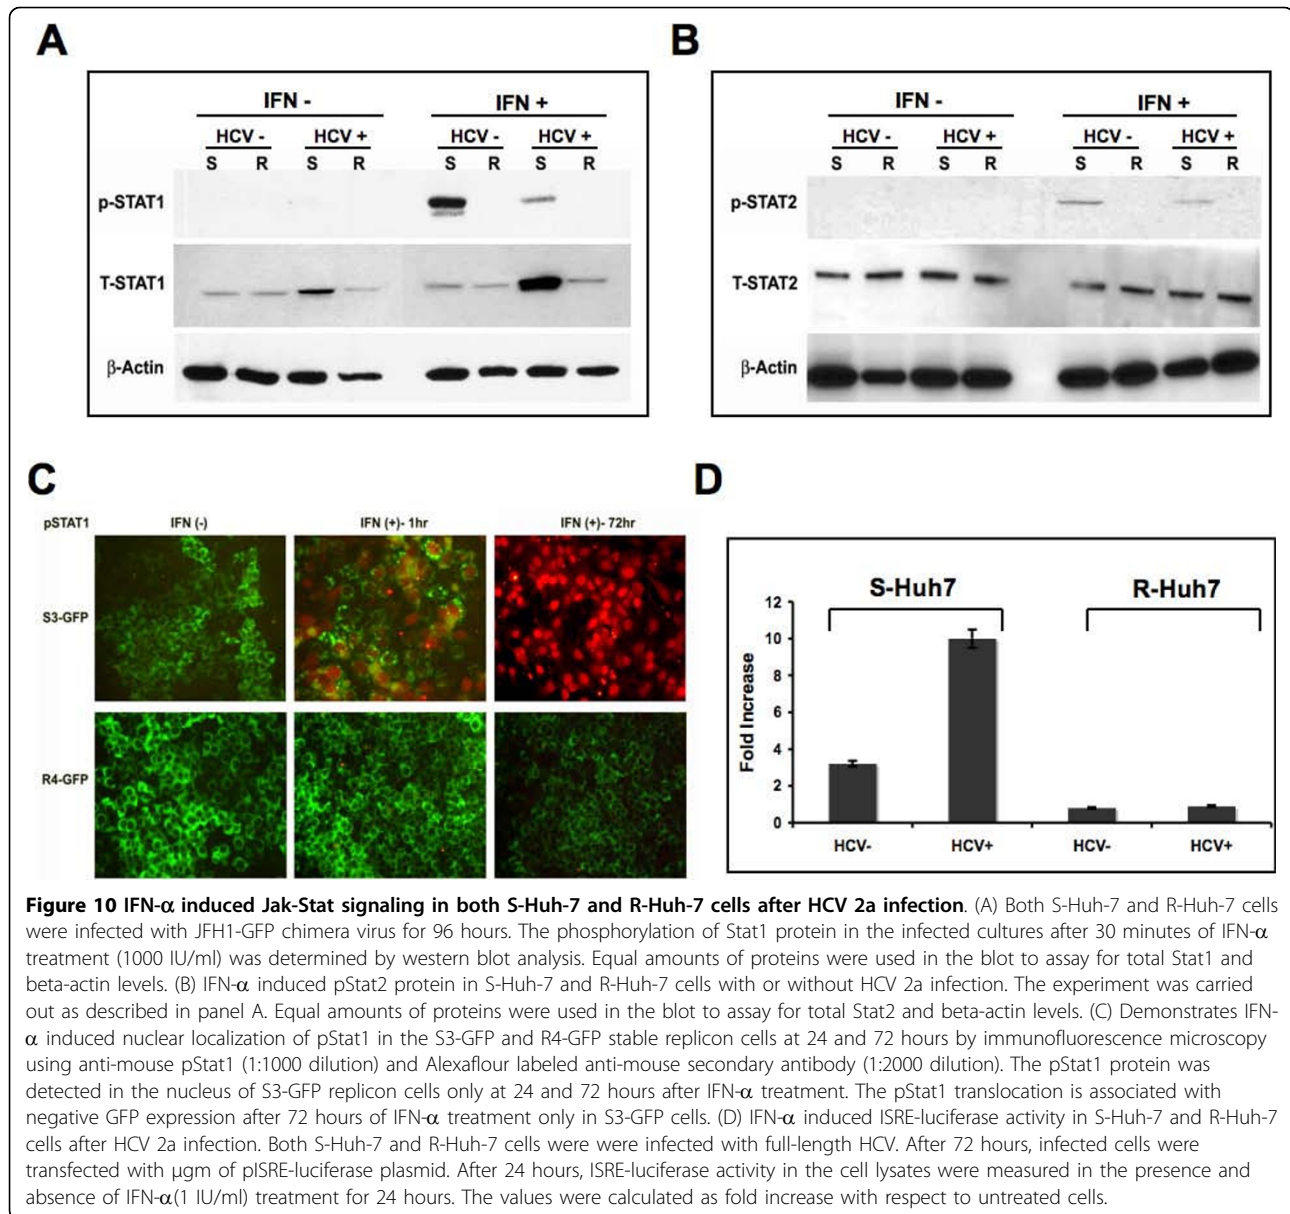 A
B
IFN -
IFN +
HCV -
HCV +
HCV -
HCV +
S R S R S R S R
p-STAT1
T-STAT1
β-Actin
IFN -
IFN +
HCV -
HCV +
HCV -
HCV +
S R S R S R S R
p-STAT2
T-STAT2
β-Actin
C
D
pSTAT1
IFN (-)
IFN (+)- 1hr
IFN (+)- 72hr
S3-GFP
R4-GFP
S-Huh7
R-Huh7
Fold Increase
12
10
8
6
4
2
0
HCV-
HCV+
HCV-
HCV+
Figure 10 IFN-α induced Jak-Stat signaling in both S-Huh-7 and R-Huh-7 cells after HCV 2a infection. (A) Both S-Huh-7 and R-Huh-7 cells
were infected with JFH1-GFP chimera virus for 96 hours. The phosphorylation of Stat1 protein in the infected cultures after 30 minutes of IFN-α
treatment (1000 IU/ml) was determined by western blot analysis. Equal amounts of proteins were used in the blot to assay for total Stat1 and
beta-actin levels. (B) IFN-α induced pStat2 protein in S-Huh-7 and R-Huh-7 cells with or without HCV 2a infection. The experiment was carried
out as described in panel A. Equal amounts of proteins were used in the blot to assay for total Stat2 and beta-actin levels. (C) Demonstrates IFN-
α induced nuclear localization of pStat1 in the S3-GFP and R4-GFP stable replicon cells at 24 and 72 hours by immunofluorescence microscopy
using anti-mouse pStat1 (1:1000 dilution) and Alexaflour labeled anti-mouse secondary antibody (1:2000 dilution). The pStat1 protein was
detected in the nucleus of S3-GFP replicon cells only at 24 and 72 hours after IFN-α treatment. The pStat1 translocation is associated with
negative GFP expression after 72 hours of IFN-α treatment only in S3-GFP cells. (D) IFN-α induced ISRE-luciferase activity in S-Huh-7 and R-Huh-7
cells after HCV 2a infection. Both S-Huh-7 and R-Huh-7 cells were were infected with full-length HCV. After 72 hours, infected cells were
transfected with μgm of pISRE-luciferase plasmid. After 24 hours, ISRE-luciferase activity in the cell lysates were measured in the presence and
absence of IFN-α(1 IU/ml) treatment for 24 hours. The values were calculated as fold increase with respect to untreated cells.